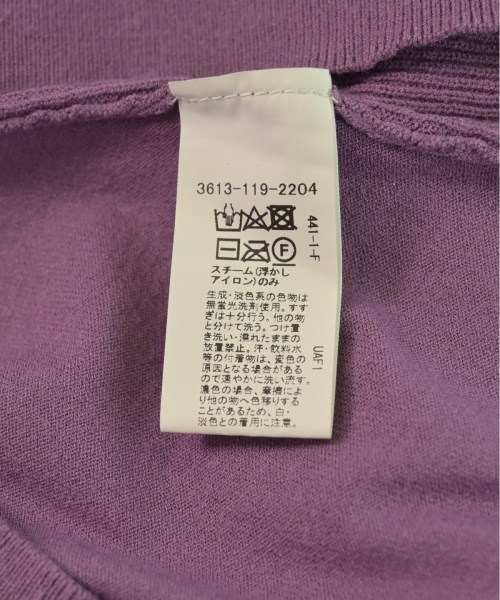 3613-119-2204
441-1-F
F
スチーム(浮かし
アイロン)のみ
生成・淡色系の色物は
無蛍光洗剤使用。すす
ぎは十分行う。他の物
と分けて洗う。つけ置
き洗い・濡れたままの
放置禁止。汗・飲料水
等の付着物は、変色の
原因となる場合がある
ので速やかに洗い流す。
濃色の場合、摩擦によ
り他の物へ色移りする
ことがあるため、白・
淡色との着用に注意。
UAF1